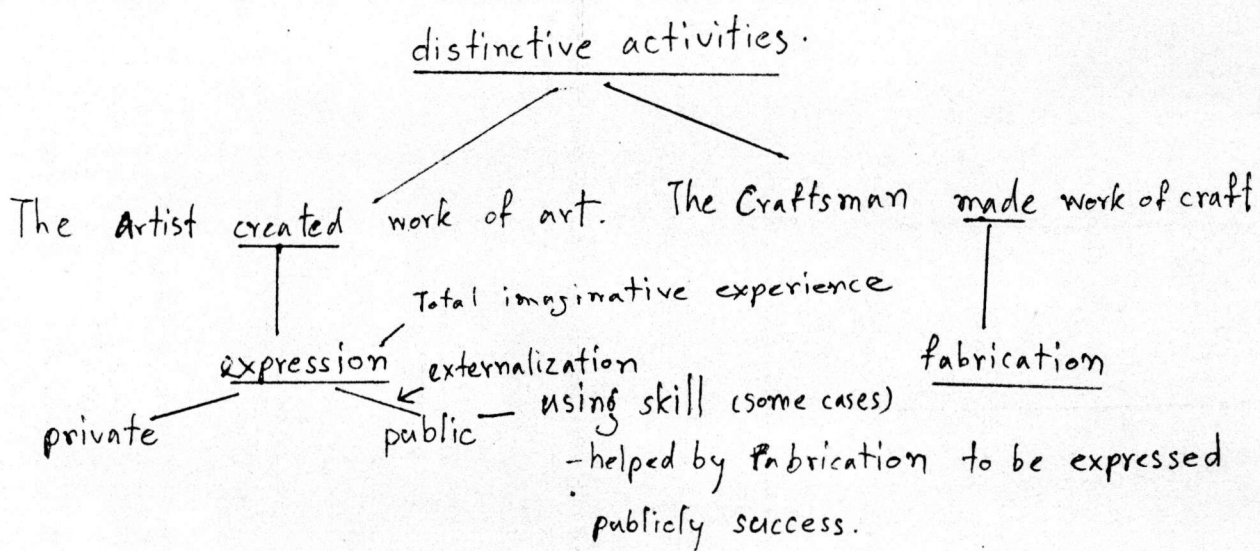 distinctive activities.
The Artist created work of art. The Craftsman made work of craft
Total imaginative experience
expression
externalization
fabrication
private
public — using skill (some cases)
- helped by Fabrication to be expressed
publicly success.